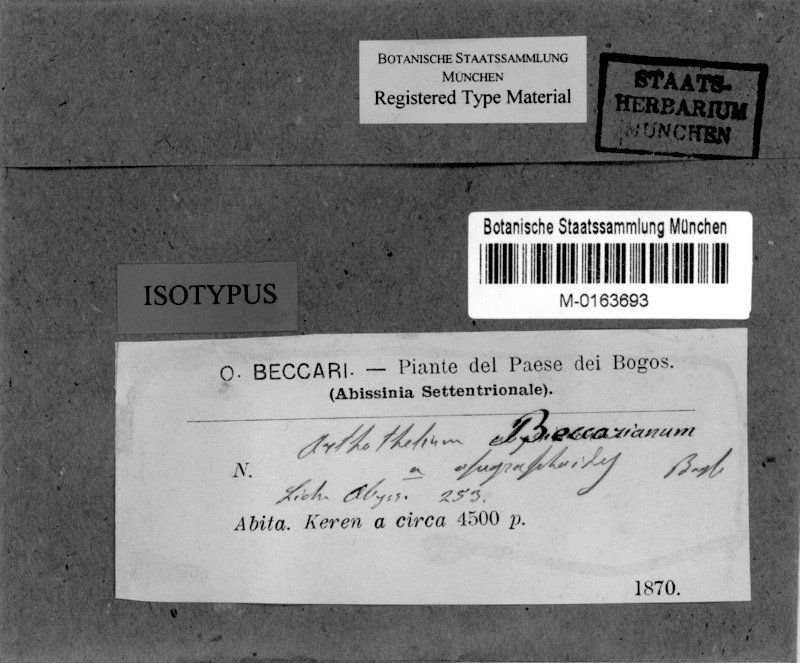 BOTANISCHE STAATSSAMMLUNG
MÜNCHEN
Registered Type Material
STAATS-
HERBARIUM
MÜNCHEN
Botanische Staatssammlung München
M-0163693
ISOTYPUS
O. BECCARI. — Piante del Paese dei Bogos.
(Abissinia Settentrionale).
Arthothelium Beccarianum
N. a
Lich. Abyss. 253.
Abita. Keren a circa 4500 p.
1870.